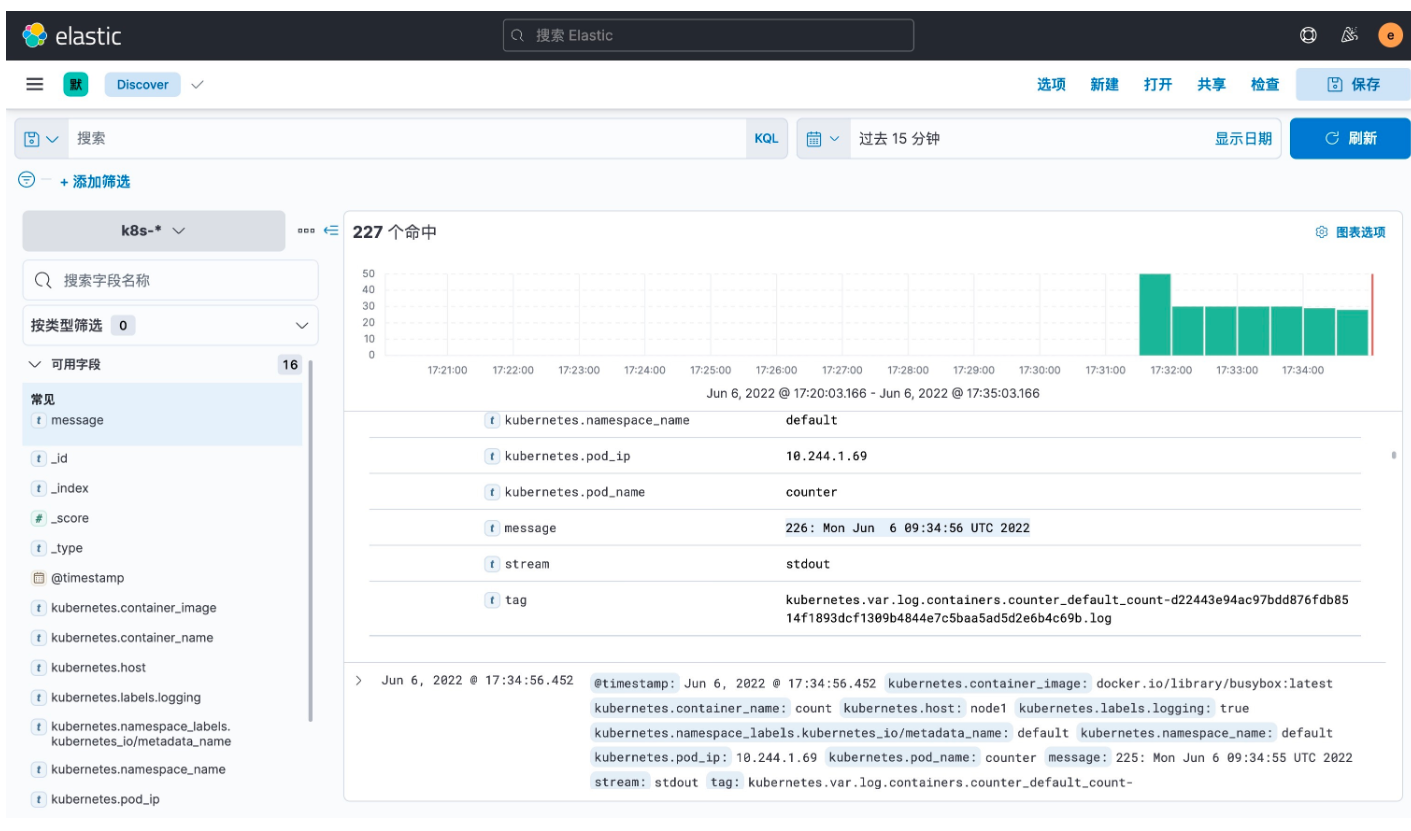 elastic
搜索 Elastic
e
默 Discover
选项 新建 打开 共享 检查 保存
搜索 KQL 过去 15 分钟 显示日期 刷新
+ 添加筛选
k8s-*
搜索字段名称
按类型筛选 0
可用字段 16
常见
t message
t _id
t _index
# _score
t _type
@timestamp
t kubernetes.container_image
t kubernetes.container_name
t kubernetes.host
t kubernetes.labels.logging
t kubernetes.namespace_labels.
kubernetes_io/metadata_name
t kubernetes.namespace_name
t kubernetes.pod_ip
227 个命中 图表选项
50
40
30
20
10
0
17:21:00 17:22:00 17:23:00 17:24:00 17:25:00 17:26:00 17:27:00 17:28:00 17:29:00 17:30:00 17:31:00 17:32:00 17:33:00 17:34:00
Jun 6, 2022 @ 17:20:03.166 - Jun 6, 2022 @ 17:35:03.166
t kubernetes.namespace_name default
t kubernetes.pod_ip 10.244.1.69
t kubernetes.pod_name counter
t message 226: Mon Jun  6 09:34:56 UTC 2022
t stream stdout
t tag kubernetes.var.log.containers.counter_default_count-d22443e94ac97bdd876fdb85
14f1893dcf1309b4844e7c5baa5ad5d2e6b4c69b.log
Jun 6, 2022 @ 17:34:56.452 @timestamp: Jun 6, 2022 @ 17:34:56.452 kubernetes.container_image: docker.io/library/busybox:latest
kubernetes.container_name: count kubernetes.host: node1 kubernetes.labels.logging: true
kubernetes.namespace_labels.kubernetes_io/metadata_name: default kubernetes.namespace_name: default
kubernetes.pod_ip: 10.244.1.69 kubernetes.pod_name: counter message: 225: Mon Jun 6 09:34:55 UTC 2022
stream: stdout tag: kubernetes.var.log.containers.counter_default_count-